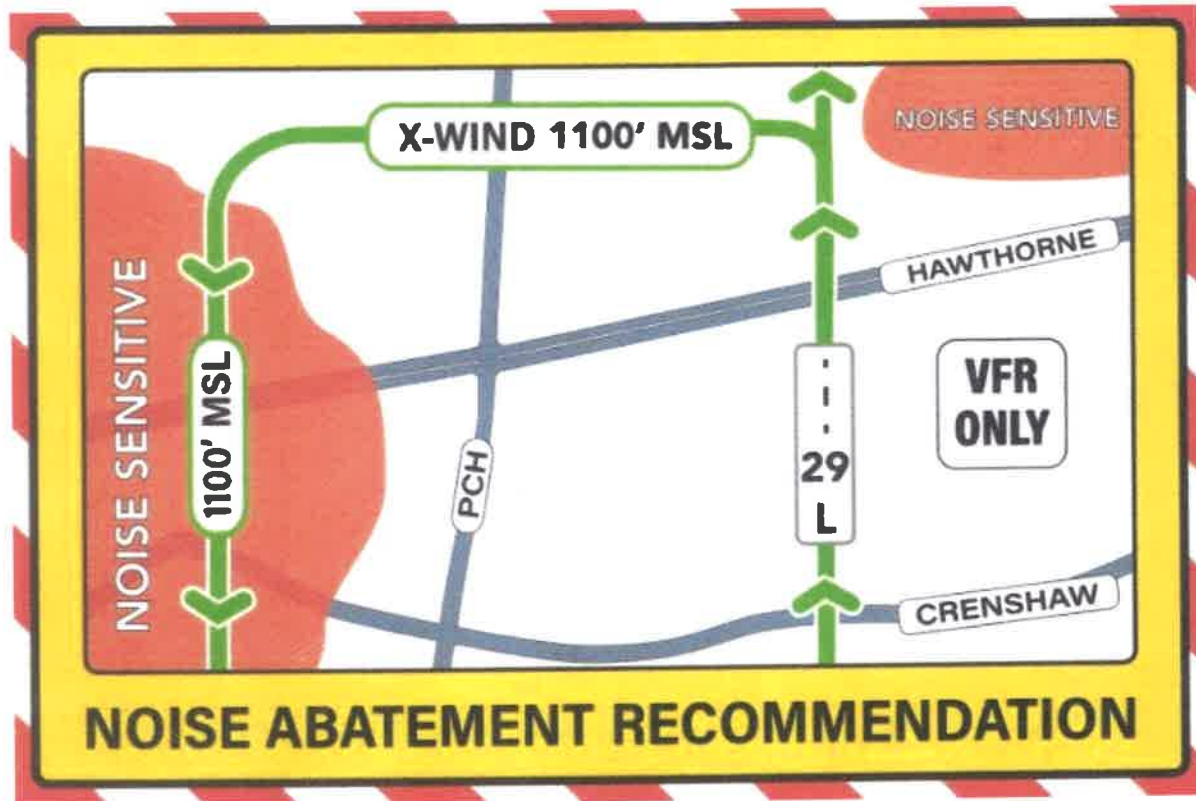 X-WIND 1100' MSL
NOISE SENSITIVE
HAWTHORNE
NOISE SENSITIVE
1100' MSL
VFR
ONLY
29
L
PCH
CRENSHAW
NOISE ABATEMENT RECOMMENDATION